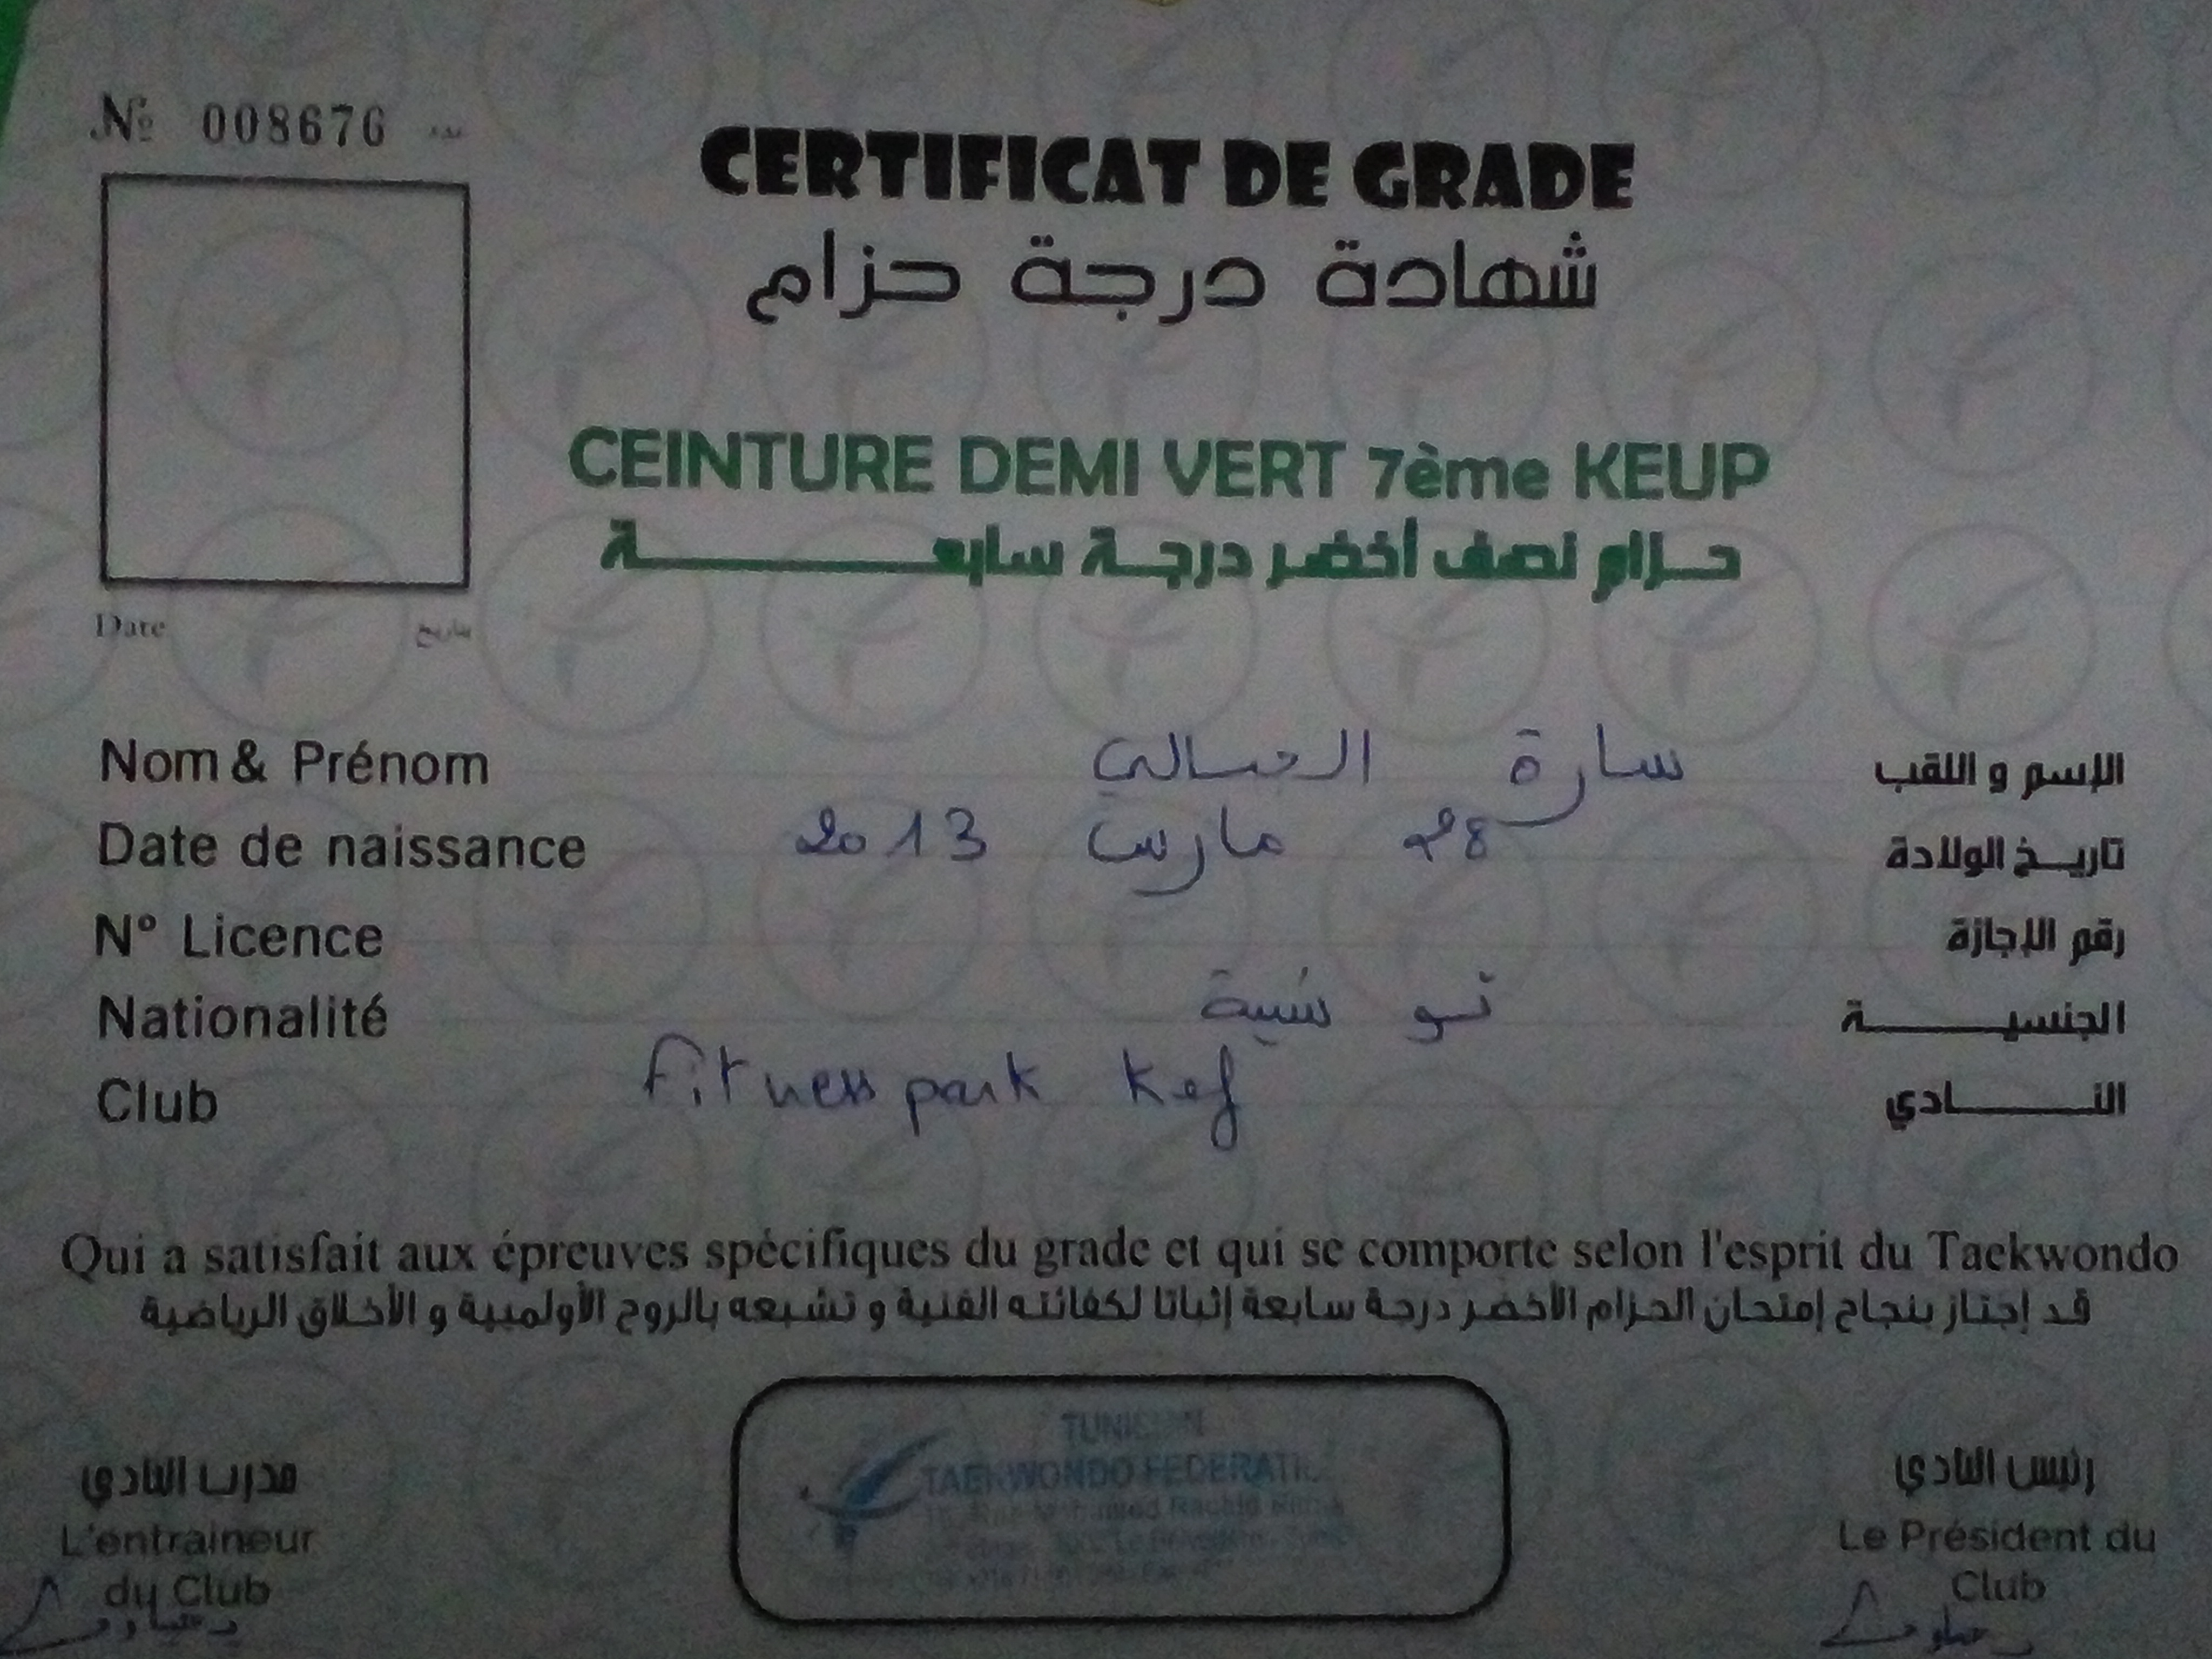 № 008676 عدد
CERTIFICAT DE GRADE
شهادة درجة حزام
CEINTURE DEMI VERT 7ème KEUP
حزام نصف أخضر درجة سابعة
Date تاريخ
Nom & Prénom سارة الإسم و اللقب
Date de naissance 28 مارس 2013 تاريخ الولادة
N° Licence رقم الإجازة
Nationalité تونسية الجنسية
Club Fitness park Kef النادي
Qui a satisfait aux épreuves spécifiques du grade et qui se comporte selon l'esprit du Taekwondo
قد إجتاز بنجاح إمتحان الحزام الأخضر درجة سابعة إثباتا لكفائته الفنية و تشبعه بالروح الأولمبية و الأخلاق الرياضية
TAEKWONDO
مدرب النادي
L'entraineur
du Club
رئيس النادي
Le Président du
Club